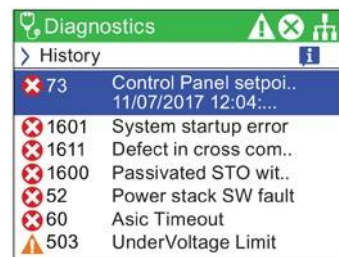 Diagnostics
History
73 Control Panel setpoi..
11/07/2017 12:04:...
1601 System startup error
1611 Defect in cross com..
1600 Passivated STO wit..
52 Power stack SW fault
60 Asic Timeout
503 UnderVoltage Limit